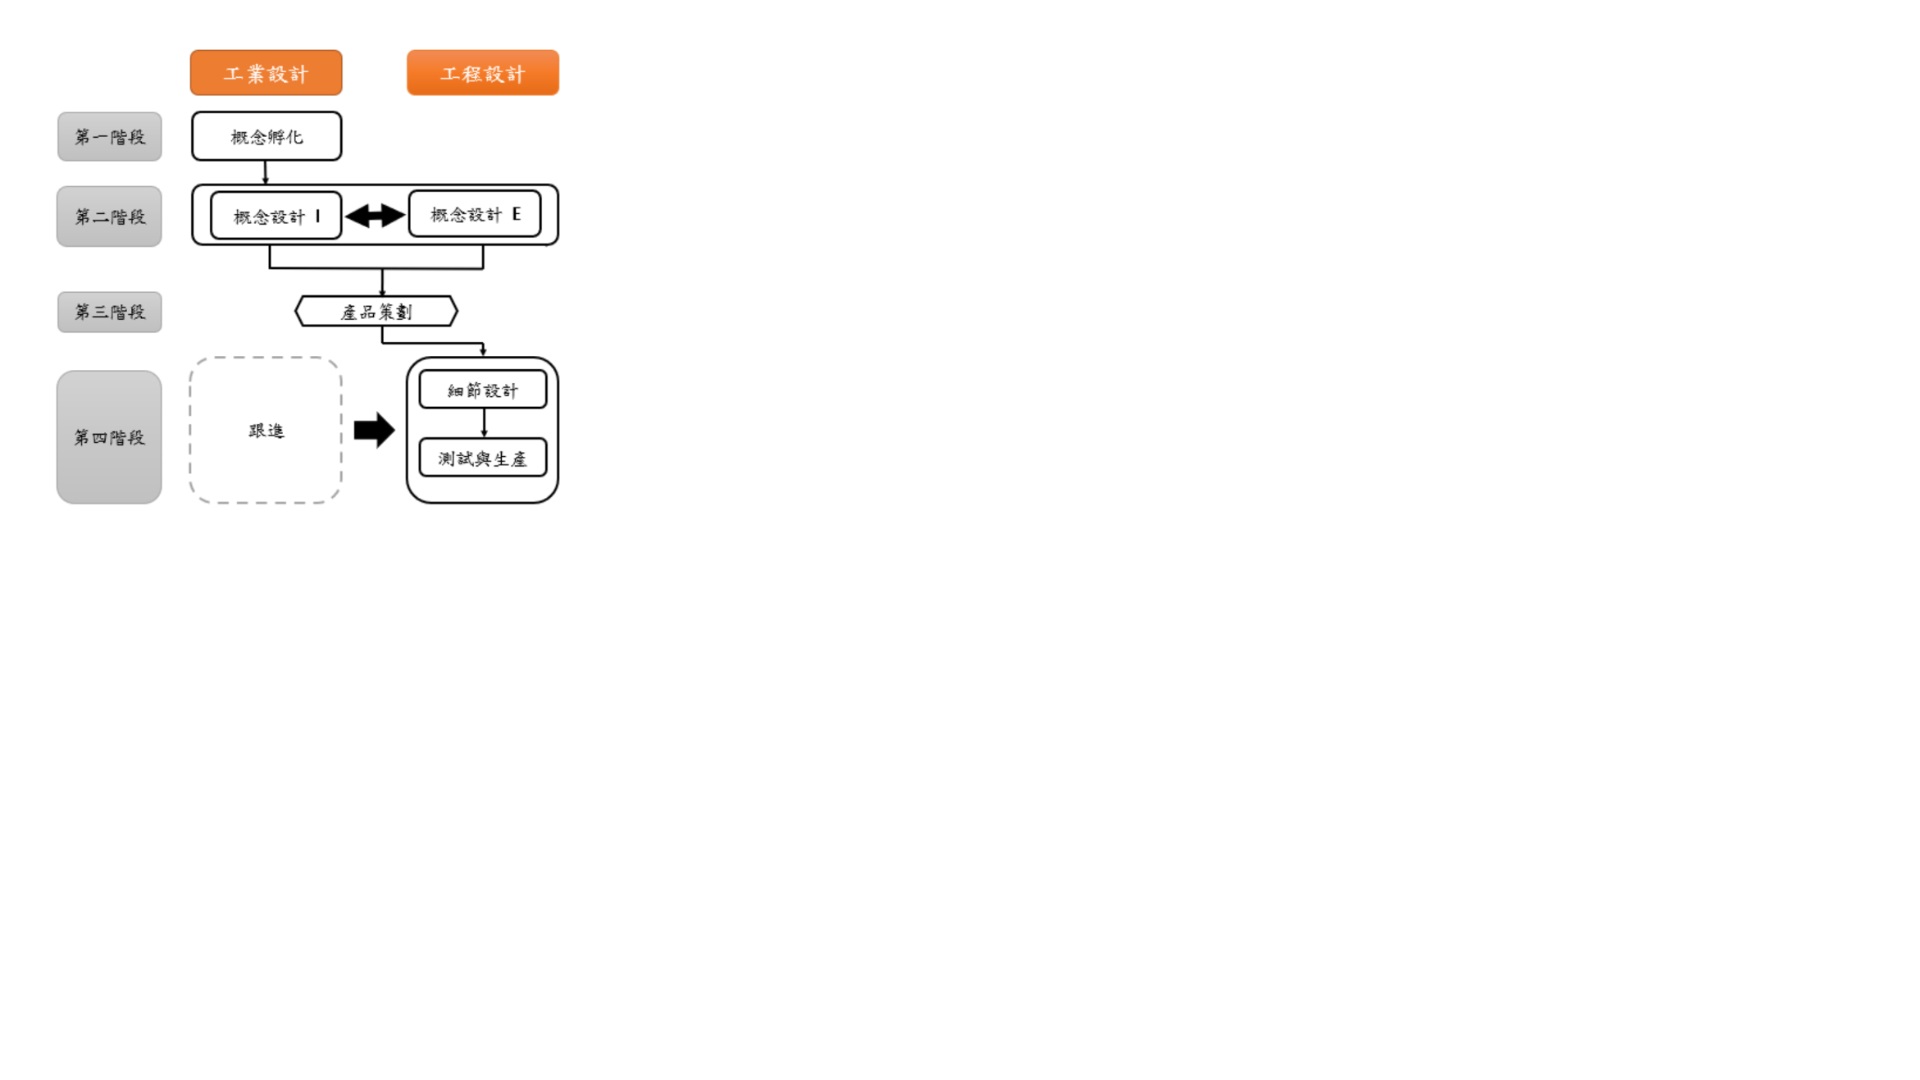 工業設計
工程設計
第一階段
概念孵化
第二階段
概念設計 I
概念設計 E
第三階段
產品策劃
第四階段
跟進
細節設計
測試與生產